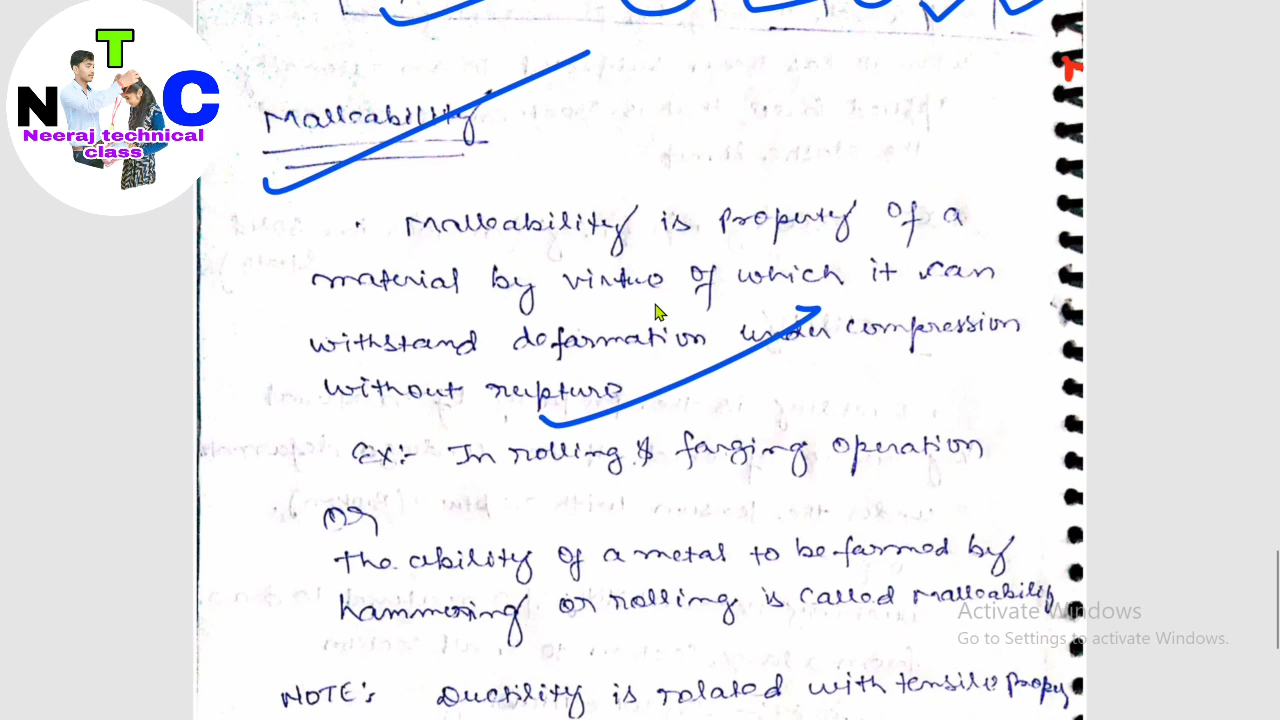 NTC
Neeraj technical
class
Malleability
• Malleability is property of a
material by virtue of which it can
withstand deformation under compression
without rupture
Ex:- In rolling & forging operation
OR
The ability of a metal to be formed by
hammering or rolling is called malleability
Activate Windows
Go to Settings to activate Windows.
NOTE: Ductility is related with tensile